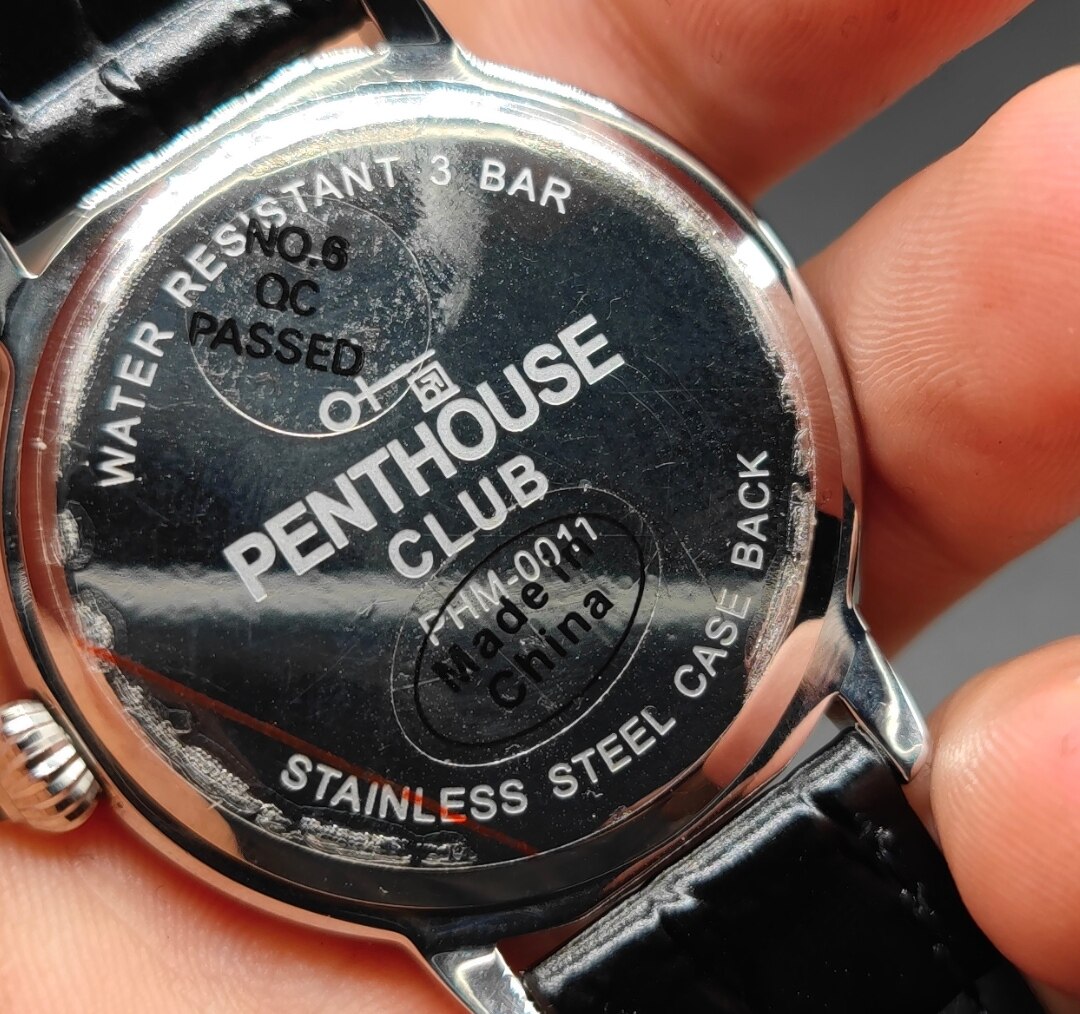 WATER RESISTANT 3 BAR
NO.6
QC
PASSED
PENTHOUSE
CLUB
PHM-0011
Made in
China
STAINLESS STEEL CASE BACK